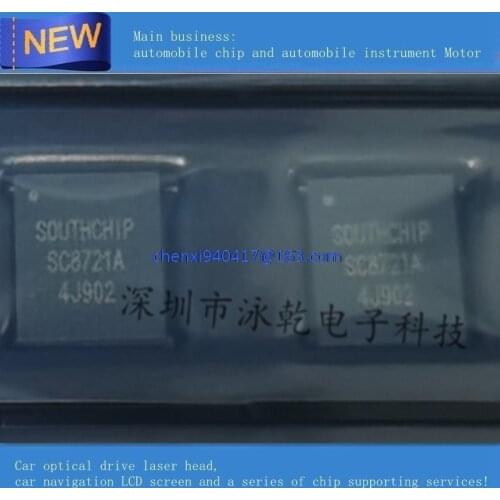 NEW
Main business:
automobile chip and automobile instrument Motor
SOUTHCHIP
SC8721A
4J902
SOUTHCHIP
SC8721A
4J902
chenxi940417@163.com
深圳市泳乾电子科技
Car optical drive laser head,
car navigation LCD screen and a series of chip supporting services!